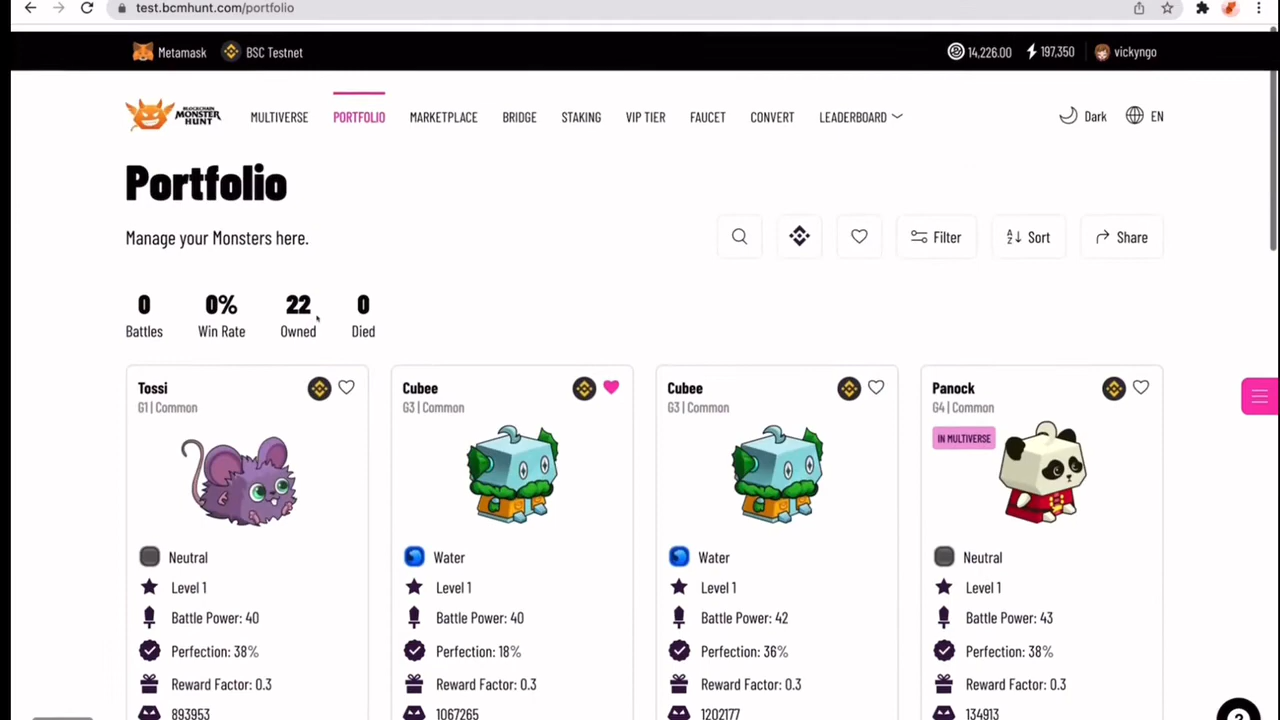 test.bcmhunt.com/portfolio
Metamask BSC Testnet 14,226.00 197,350 vickyngo
BLOCKCHAIN
MONSTER
HUNT
MULTIVERSE PORTFOLIO MARKETPLACE BRIDGE STAKING VIP TIER FAUCET CONVERT LEADERBOARD Dark EN
Portfolio
Manage your Monsters here.
Filter Sort Share
0 0% 22 0
Battles Win Rate Owned Died
Tossi Cubee Cubee Panock
G1 | Common G3 | Common G3 | Common G4 | Common
IN MULTIVERSE
Neutral Water Water Neutral
Level 1 Level 1 Level 1 Level 1
Battle Power: 40 Battle Power: 40 Battle Power: 42 Battle Power: 43
Perfection: 38% Perfection: 18% Perfection: 36% Perfection: 38%
Reward Factor: 0.3 Reward Factor: 0.3 Reward Factor: 0.3 Reward Factor: 0.3
893953 1067265 1202177 134913